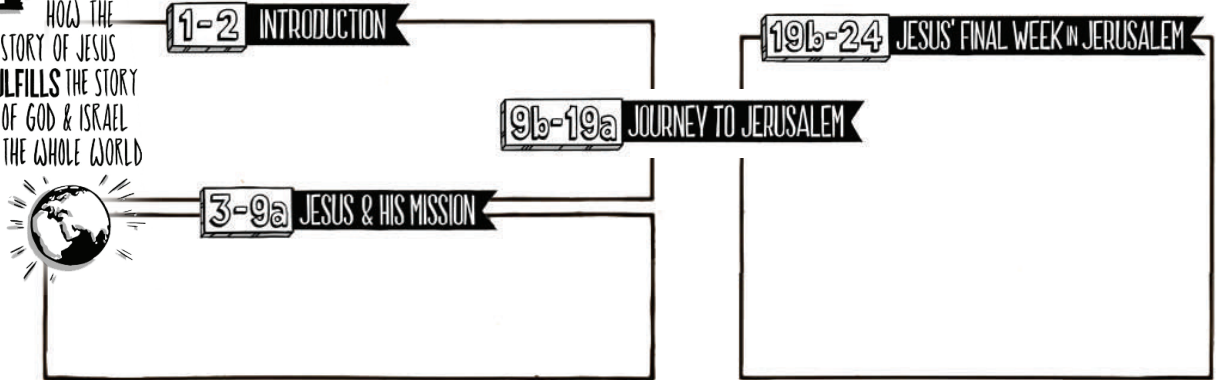 HOW THE
STORY OF JESUS
ULFILLS THE STORY
OF GOD & ISRAEL
THE WHOLE WORLD
1-2 INTRODUCTION
3-9a JESUS & HIS MISSION
9b-19a JOURNEY TO JERUSALEM
19b-24 JESUS' FINAL WEEK IN JERUSALEM